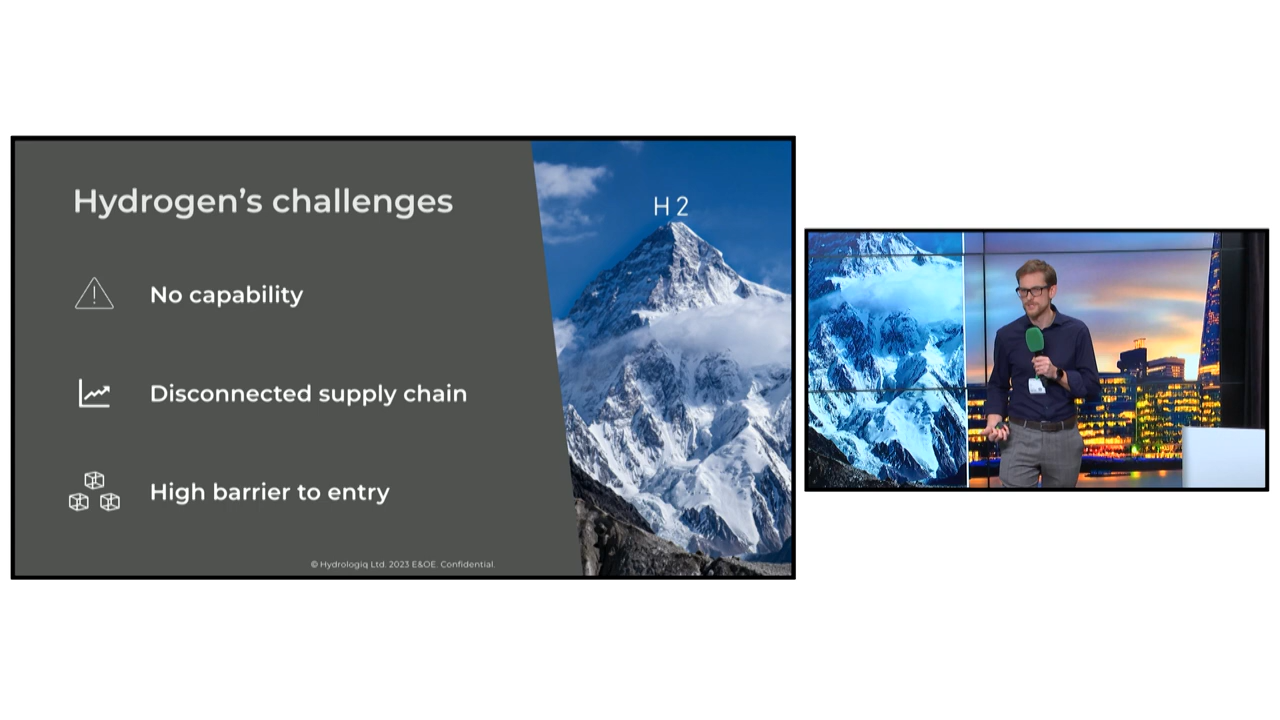 Hydrogen’s challenges
H2
No capability
Disconnected supply chain
High barrier to entry
© Hydrologiq Ltd. 2023 E&OE. Confidential.